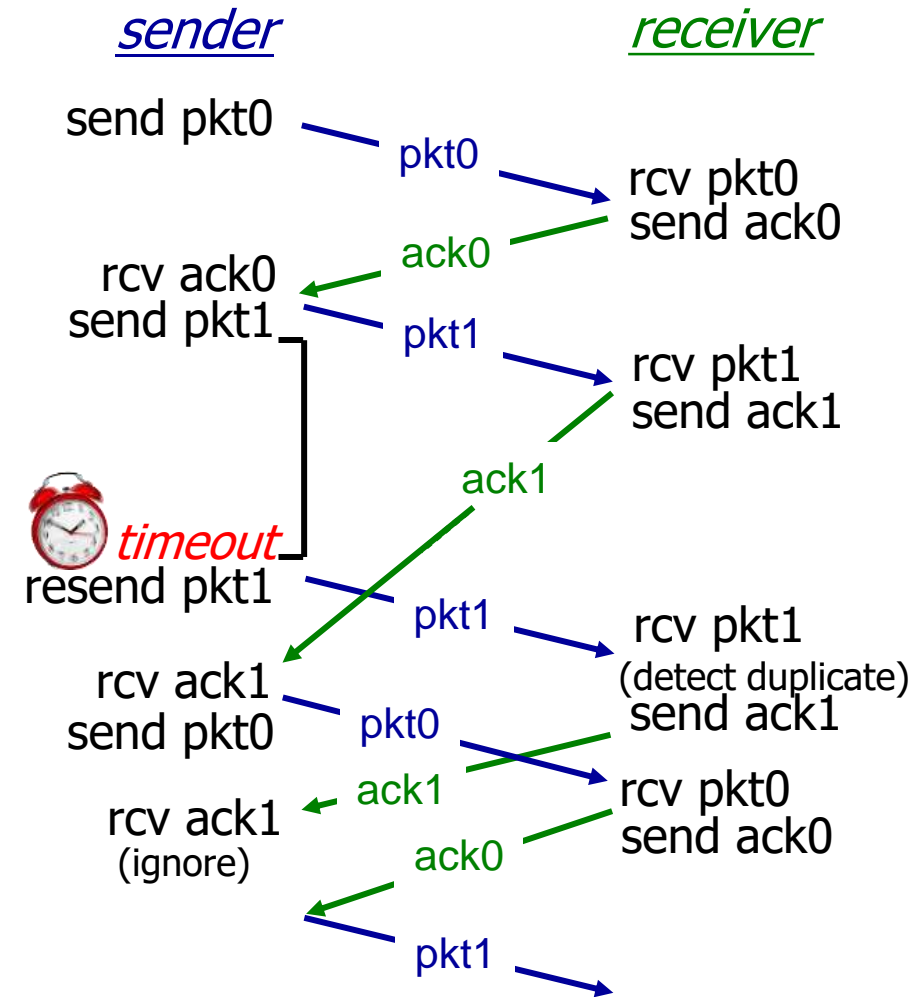 sender receiver
send pkt0
pkt0
rcv pkt0
send ack0
ack0
rcv ack0
send pkt1
pkt1
rcv pkt1
send ack1
ack1
timeout
resend pkt1
pkt1
rcv pkt1
(detect duplicate)
send ack1
rcv ack1
send pkt0
pkt0
ack1
rcv pkt0
send ack0
rcv ack1
(ignore)
ack0
pkt1